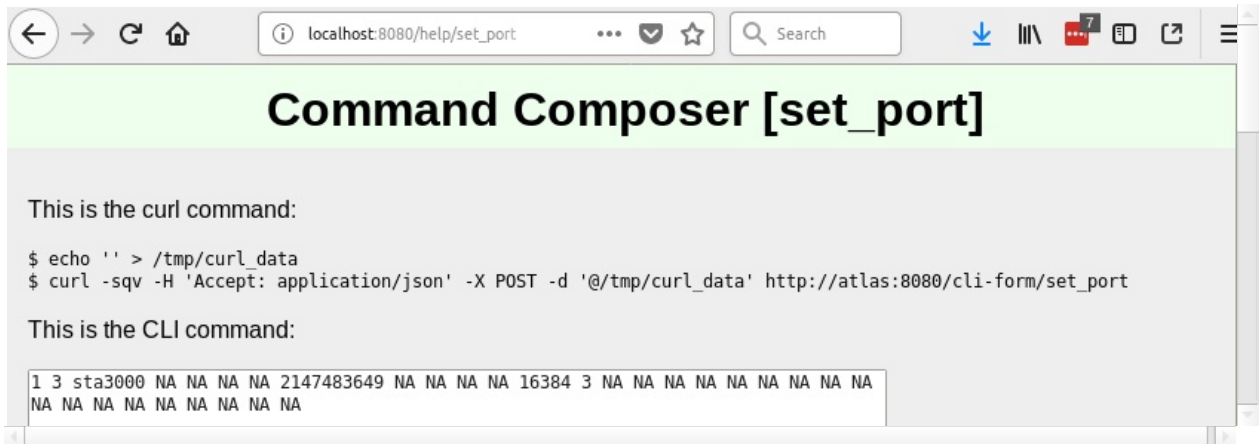 localhost:8080/help/set_port
Search
7
Command Composer [set_port]
This is the curl command:
$ echo '' > /tmp/curl_data
$ curl -sqv -H 'Accept: application/json' -X POST -d '@/tmp/curl_data' http://atlas:8080/cli-form/set_port
This is the CLI command:
1 3 sta3000 NA NA NA NA 2147483649 NA NA NA NA 16384 3 NA NA NA NA NA NA NA NA NA
NA NA NA NA NA NA NA NA NA